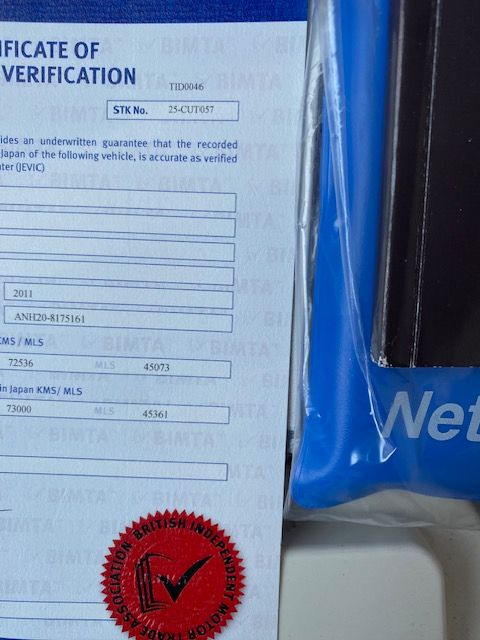 IFICATE OF
VERIFICATION
TID0046
STK No. 25-CUT057
ides an underwritten guarantee that the recorded
Japan of the following vehicle, is accurate as verified
ter (JEVIC)
2011
ANH20-8175161
KMS / MLS
72536 MLS 45073
in Japan KMS/ MLS
73000 MLS 45361
BIMTA
BRITISH INDEPENDENT MOTOR TRADE ASSOCIATION
Net